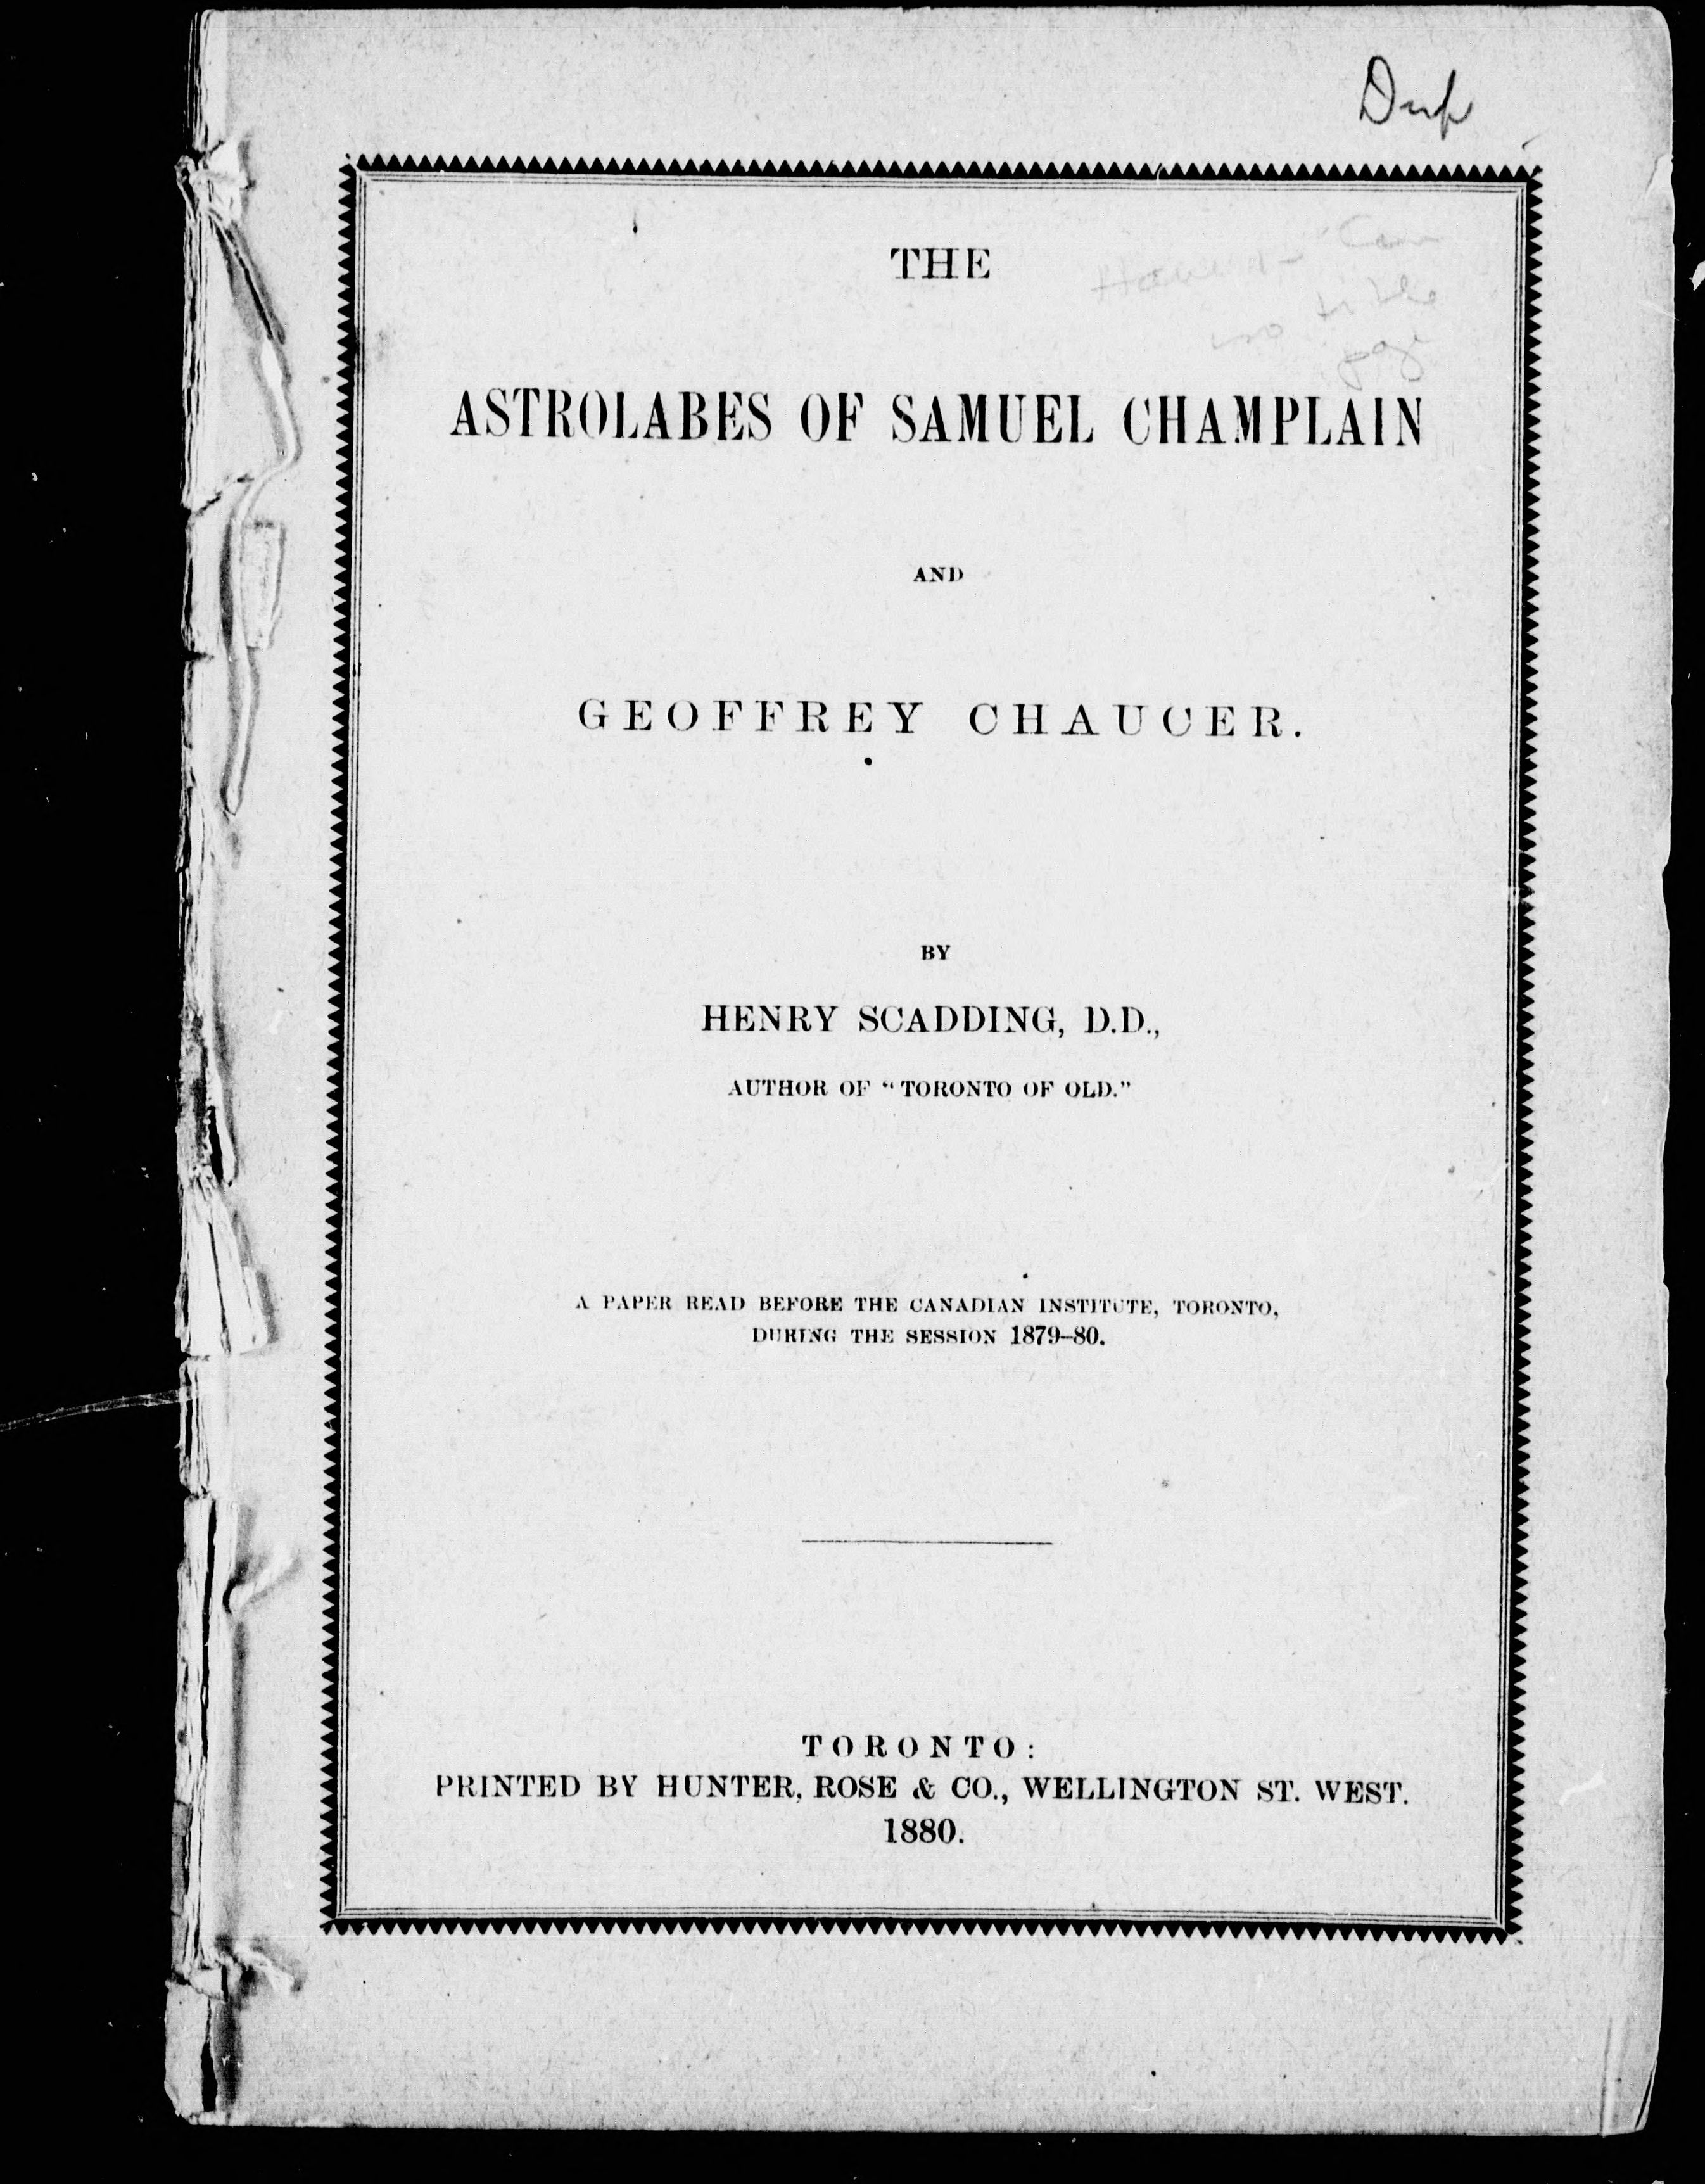 Dup
THE
ASTROLABES OF SAMUEL CHAMPLAIN
AND
GEOFFREY CHAUCER.
BY
HENRY SCADDING, D.D.,
AUTHOR OF “TORONTO OF OLD.”
A PAPER READ BEFORE THE CANADIAN INSTITUTE, TORONTO,
DURING THE SESSION 1879–80.
TORONTO:
PRINTED BY HUNTER, ROSE & CO., WELLINGTON ST. WEST.
1880.